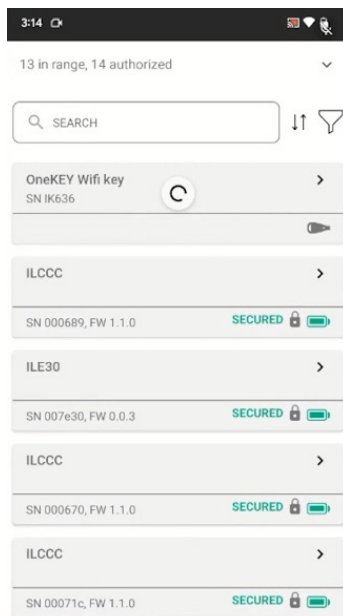 3:14
13 in range, 14 authorized
SEARCH
OneKEY Wifi key
SN IK636
ILCCC
SN 000689, FW 1.1.0 SECURED
ILE30
SN 007e30, FW 0.0.3 SECURED
ILCCC
SN 000670, FW 1.1.0 SECURED
ILCCC
SN 00071c, FW 1.1.0 SECURED